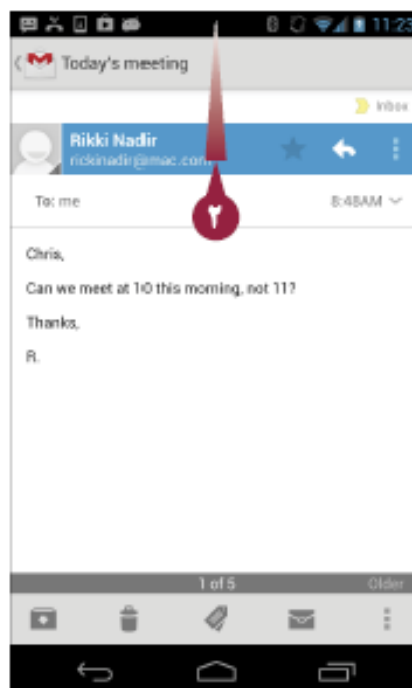 11:23
Today's meeting
Inbox
Rikki Nadir
rickinadir@mac.com
۲
To: me 8:48AM
Chris,
Can we meet at 10 this morning, not 11?
Thanks,
R.
1 of 5 Older